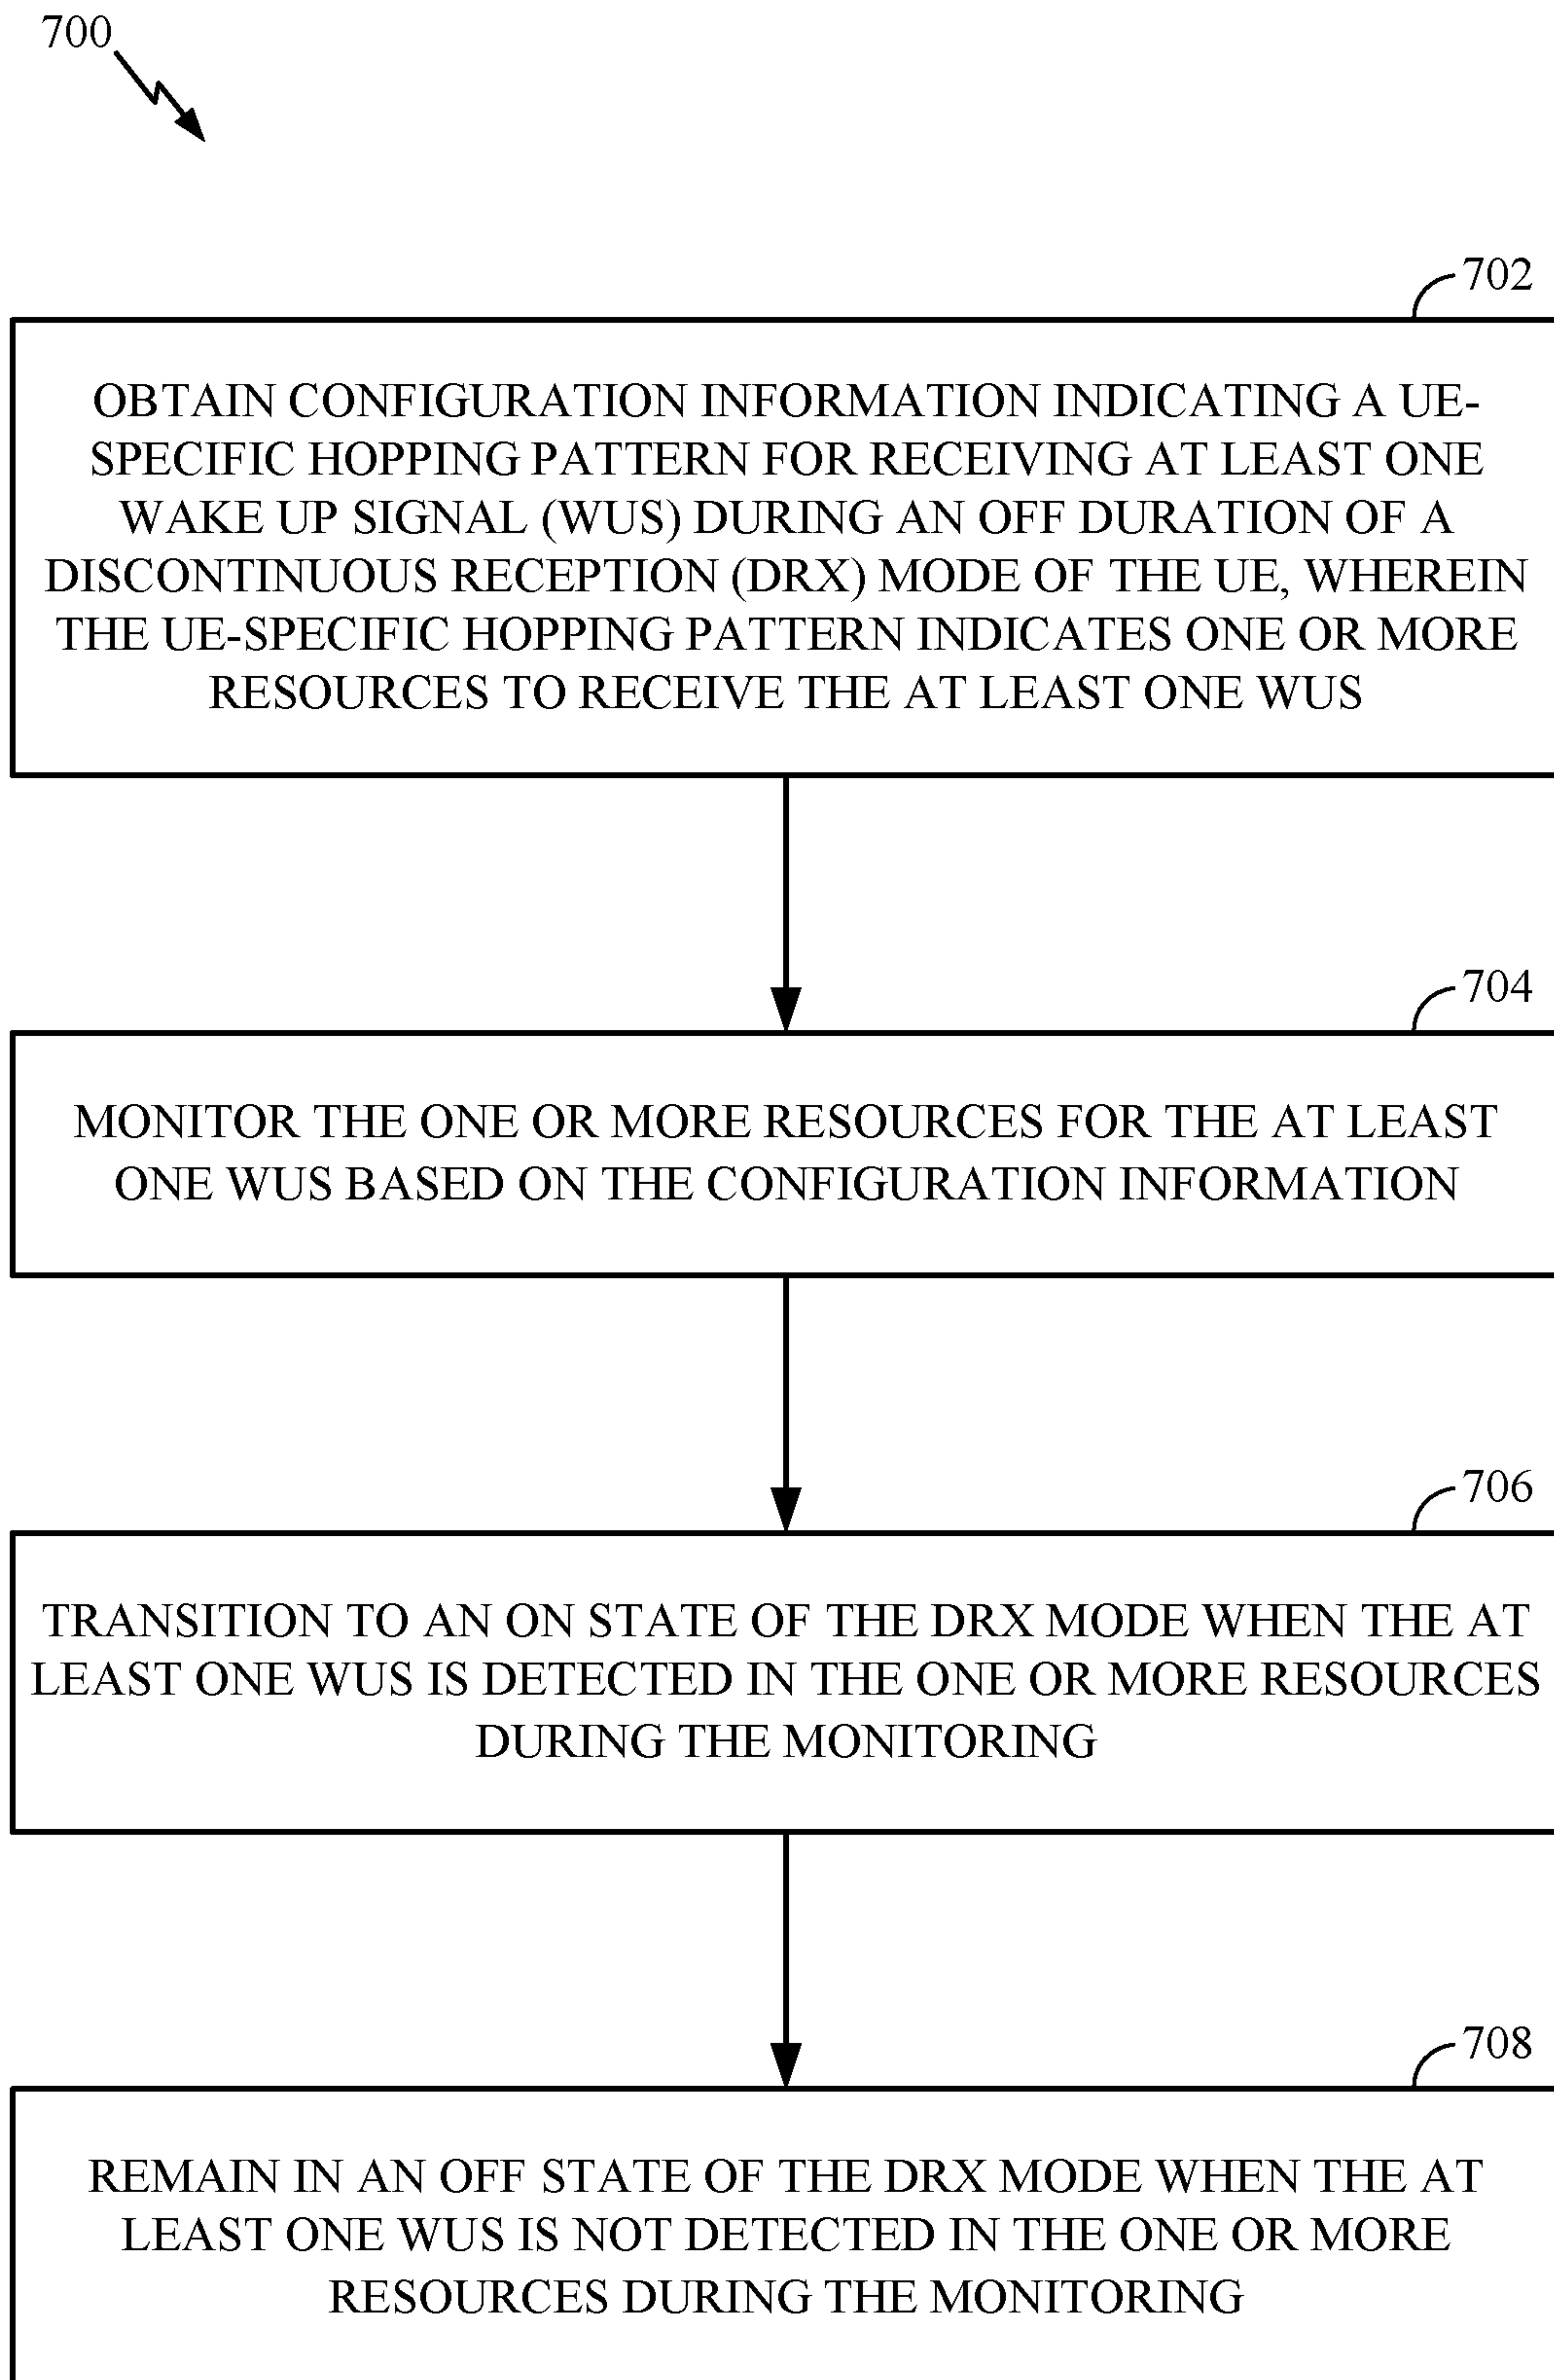 700
702
OBTAIN CONFIGURATION INFORMATION INDICATING A UE-
SPECIFIC HOPPING PATTERN FOR RECEIVING AT LEAST ONE
WAKE UP SIGNAL (WUS) DURING AN OFF DURATION OF A
DISCONTINUOUS RECEPTION (DRX) MODE OF THE UE, WHEREIN
THE UE-SPECIFIC HOPPING PATTERN INDICATES ONE OR MORE
RESOURCES TO RECEIVE THE AT LEAST ONE WUS
704
MONITOR THE ONE OR MORE RESOURCES FOR THE AT LEAST
ONE WUS BASED ON THE CONFIGURATION INFORMATION
706
TRANSITION TO AN ON STATE OF THE DRX MODE WHEN THE AT
LEAST ONE WUS IS DETECTED IN THE ONE OR MORE RESOURCES
DURING THE MONITORING
708
REMAIN IN AN OFF STATE OF THE DRX MODE WHEN THE AT
LEAST ONE WUS IS NOT DETECTED IN THE ONE OR MORE
RESOURCES DURING THE MONITORING